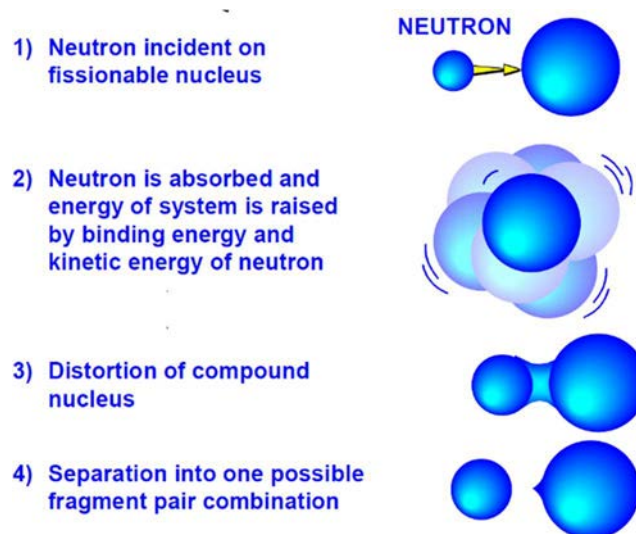 NEUTRON
1) Neutron incident on
fissionable nucleus
2) Neutron is absorbed and
energy of system is raised
by binding energy and
kinetic energy of neutron
3) Distortion of compound
nucleus
4) Separation into one possible
fragment pair combination